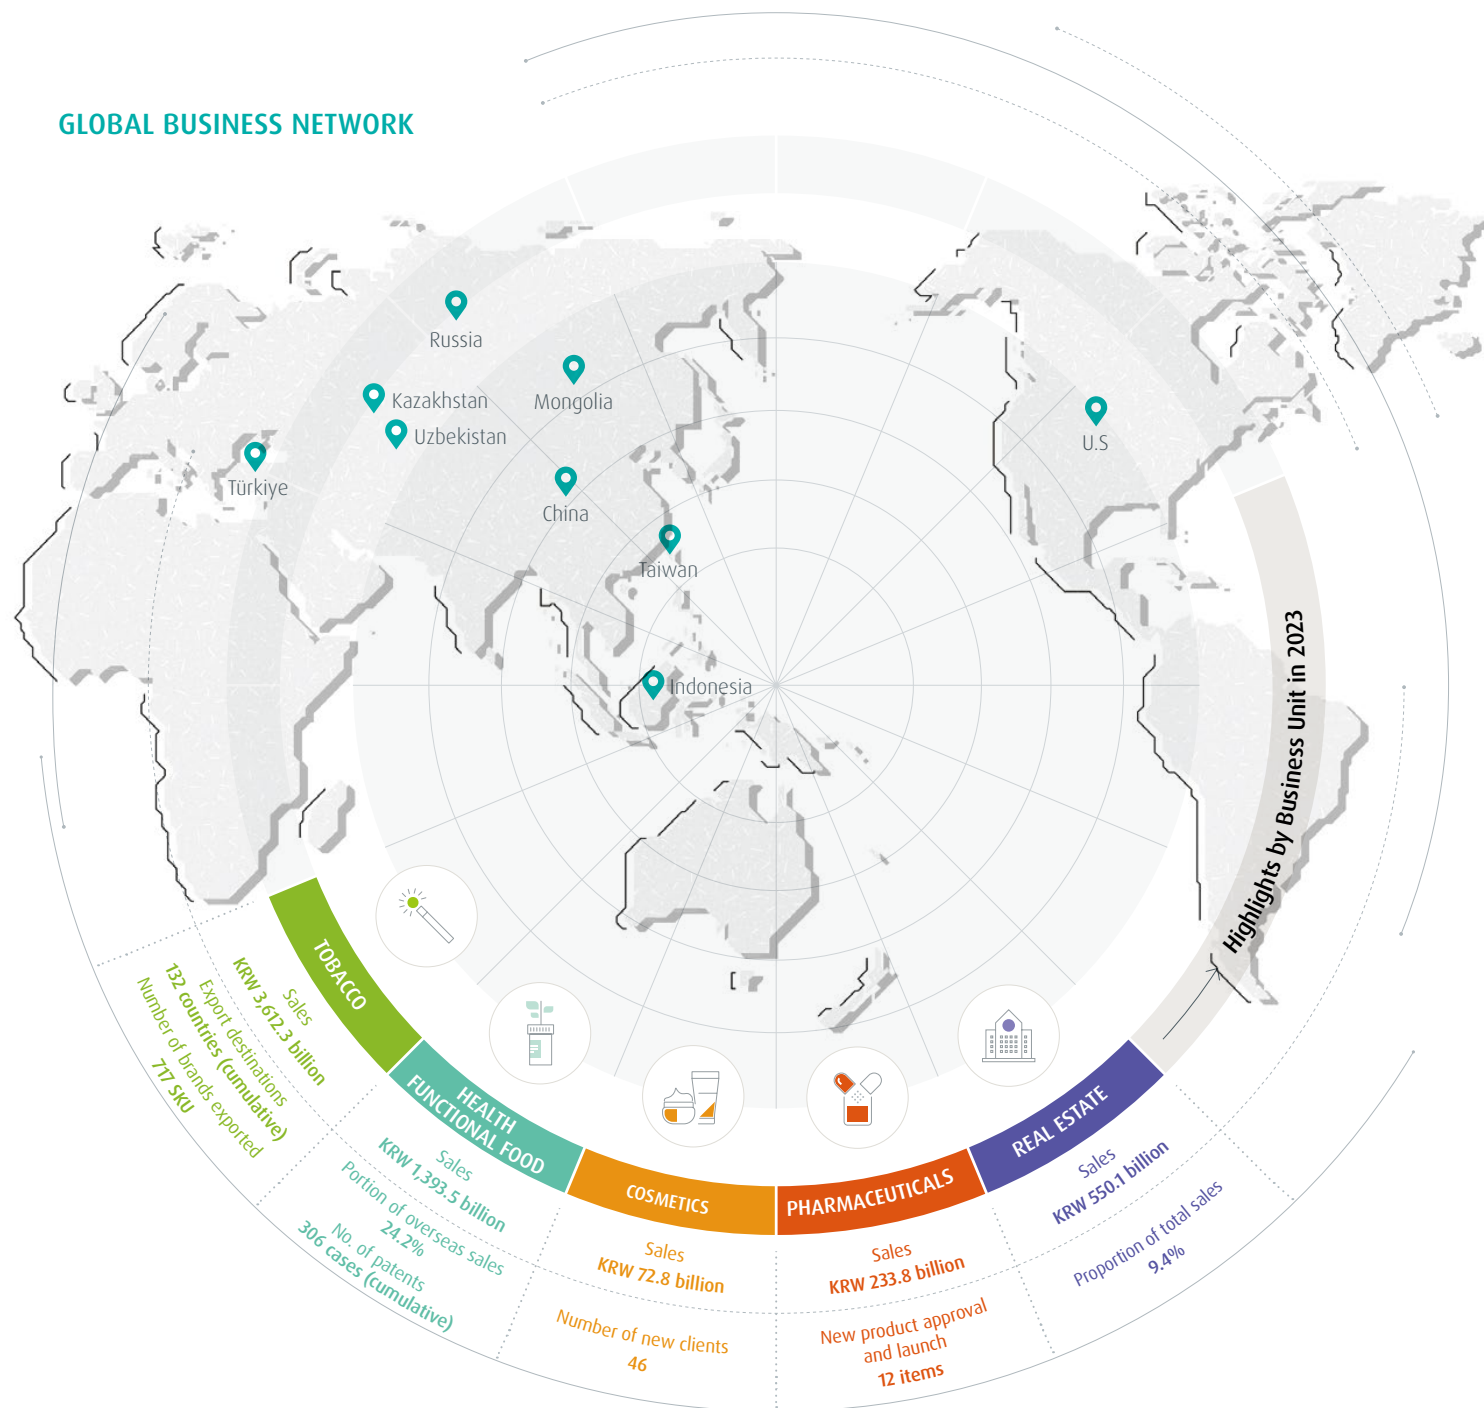 GLOBAL BUSINESS NETWORK
Russia
Kazakhstan
Mongolia
Uzbekistan
Türkiye
China
Taiwan
Indonesia
U.S
Highlights by Business Unit in 2023
TOBACCO
Sales
KRW 3,612.3 billion
Export destinations
132 countries (cumulative)
Number of brands exported
717 SKU
HEALTH
FUNCTIONAL FOOD
Sales
KRW 1,393.5 billion
Portion of overseas sales
24.2%
No. of patents
306 cases (cumulative)
COSMETICS
Sales
KRW 72.8 billion
Number of new clients
46
PHARMACEUTICALS
Sales
KRW 233.8 billion
New product approval
and launch
12 items
REAL ESTATE
Sales
KRW 550.1 billion
Proportion of total sales
9.4%